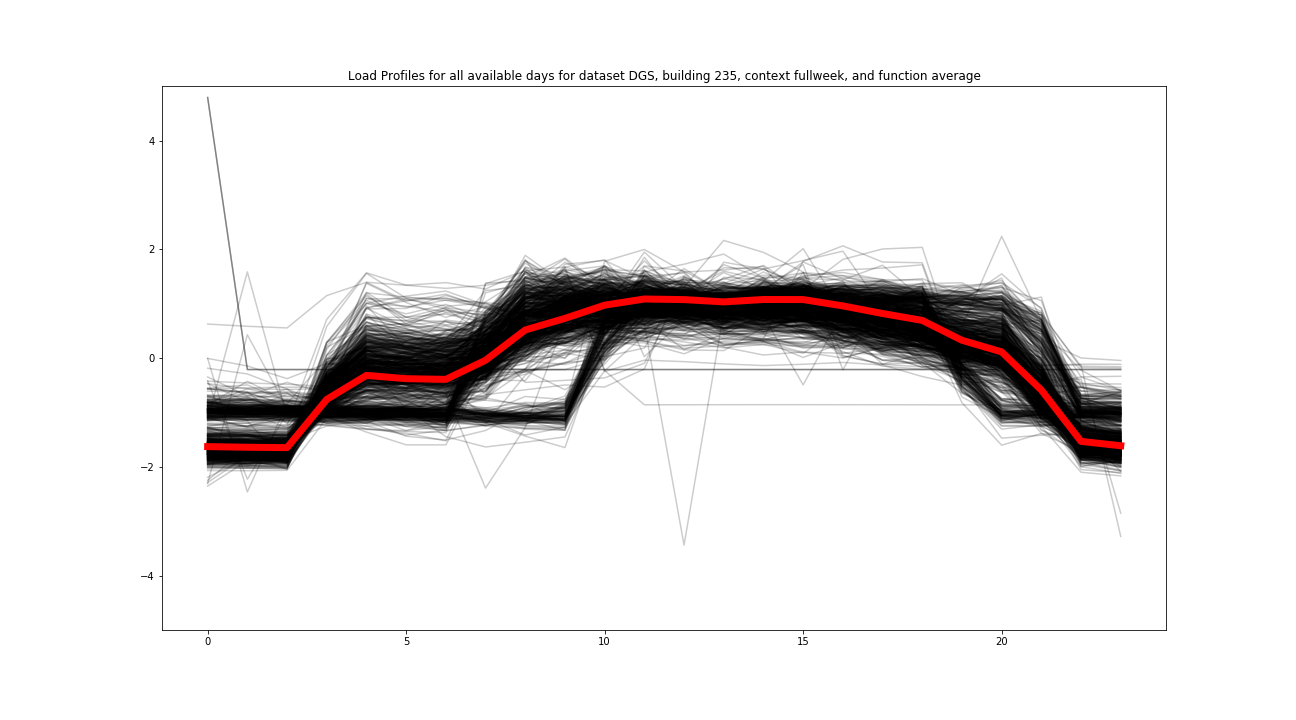 Load Profiles for all available days for dataset DGS, building 235, context fullweek, and function average
4
2
0
−2
−4
0 5 10 15 20